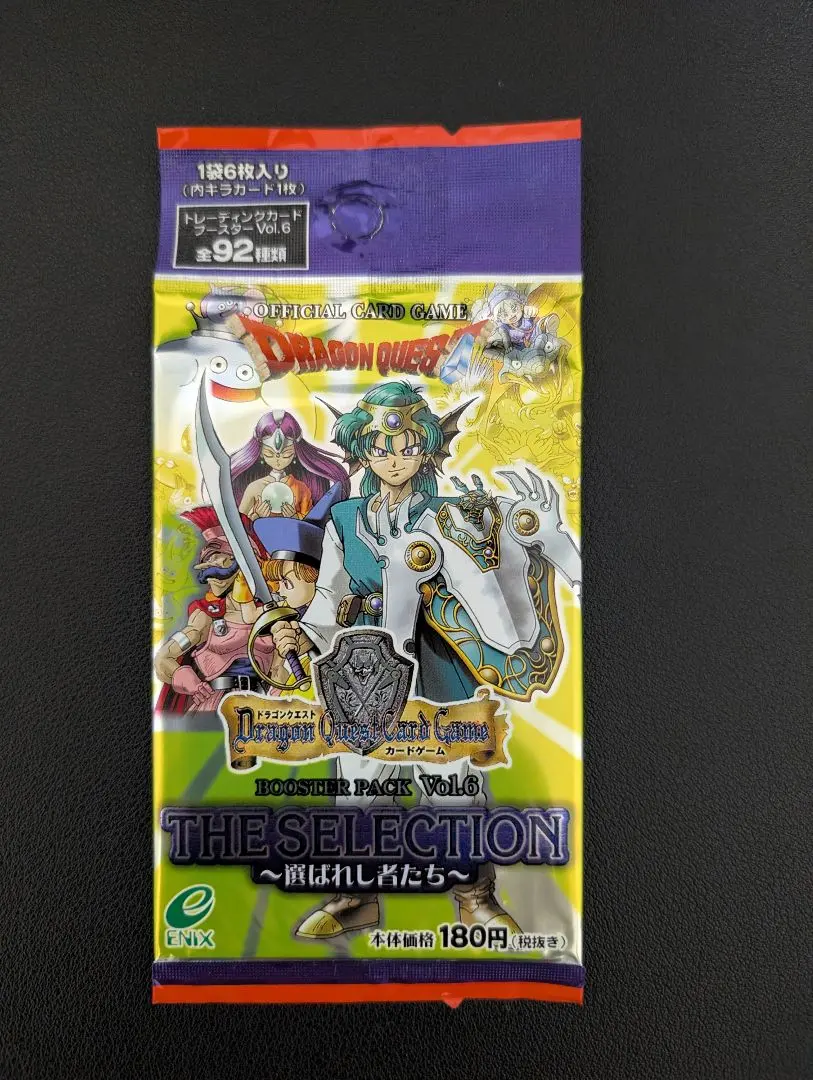 1袋6枚入り
(内キラカード1枚)
トレーディングカード
ブースターVol.6
全92種類
OFFICIAL CARD GAME
DRAGON QUEST
ドラゴンクエスト
Dragon Quest Card Game
カードゲーム
BOOSTER PACK Vol.6
THE SELECTION
～選ばれし者たち～
ENIX
本体価格180円(税抜き)